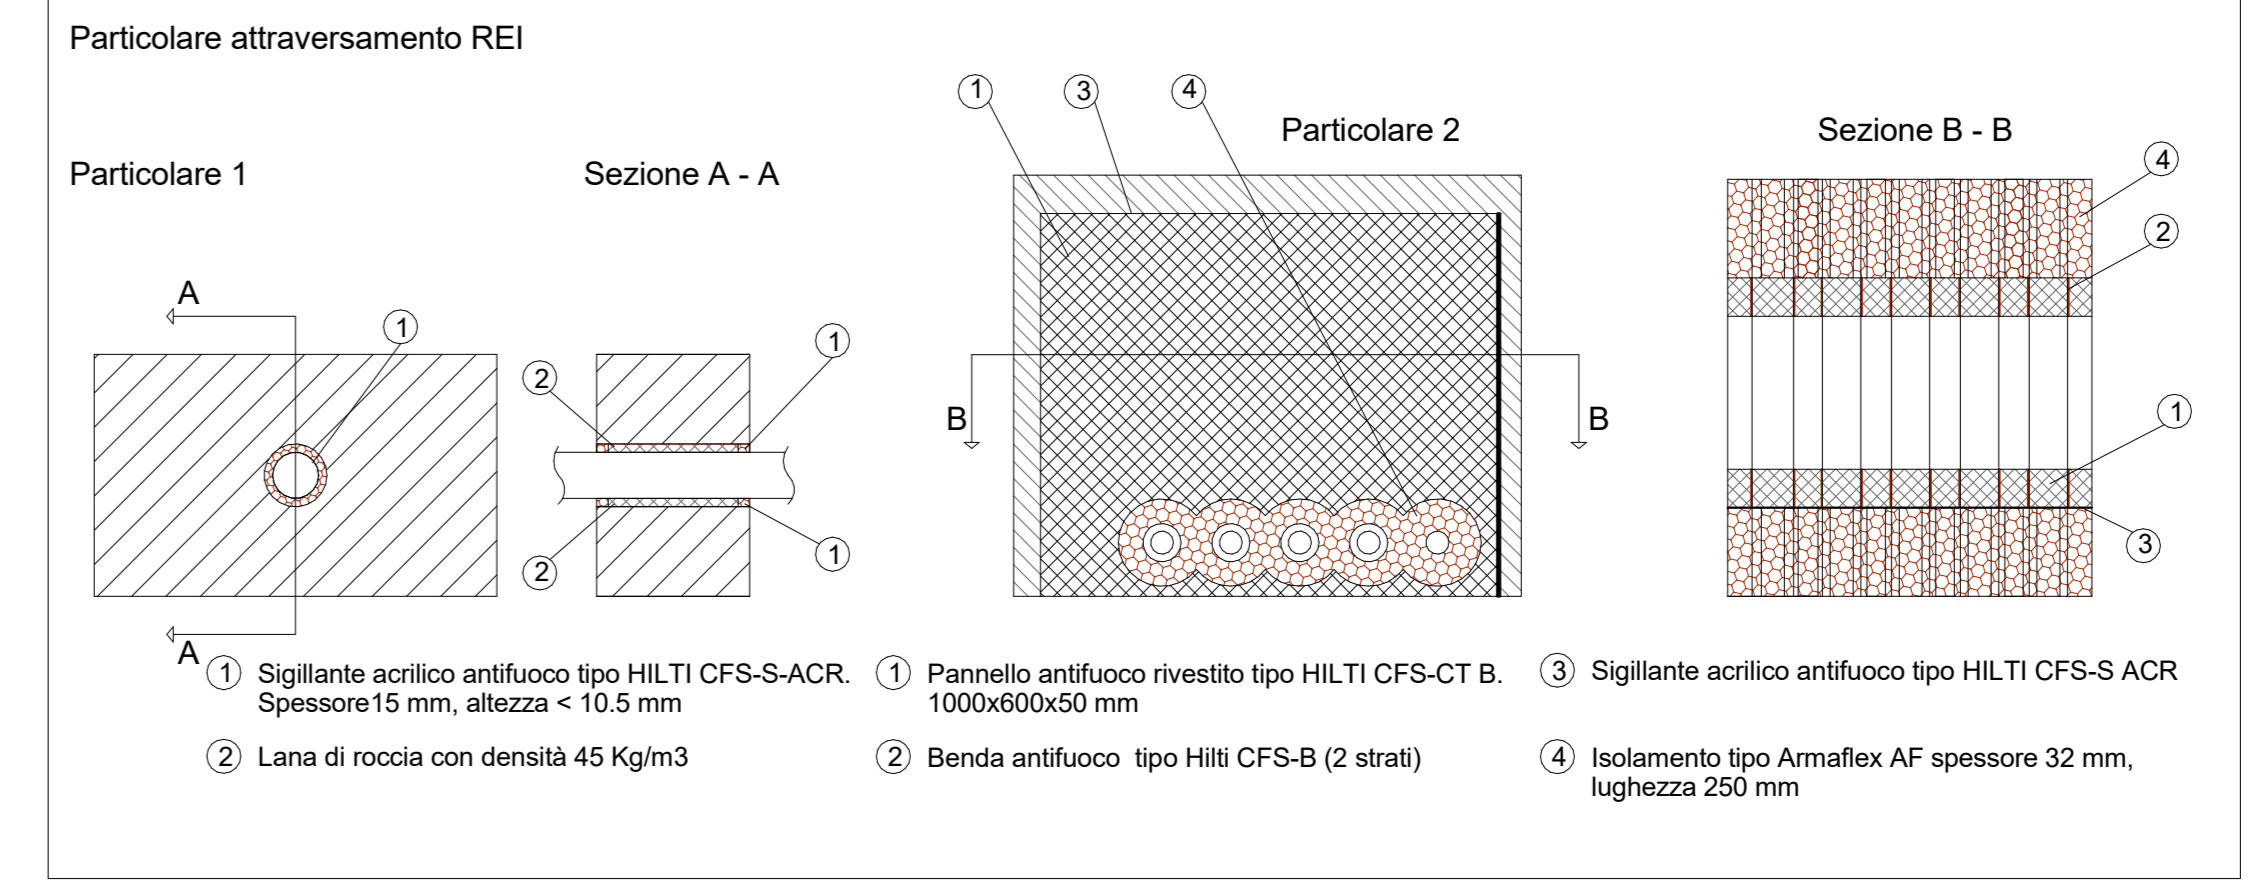 Particolare attraversamento REI
1
3
4
Particolare 2
Sezione B - B
4
Particolare 1
Sezione A - A
2
A
1
1
2
B
B
1
2
1
3
A
1 Sigillante acrilico antifuoco tipo HILTI CFS-S-ACR.
Spessore15 mm, altezza < 10.5 mm
2 Lana di roccia con densità 45 Kg/m3
1 Pannello antifuoco rivestito tipo HILTI CFS-CT B.
1000x600x50 mm
2 Benda antifuoco tipo Hilti CFS-B (2 strati)
3 Sigillante acrilico antifuoco tipo HILTI CFS-S ACR
4 Isolamento tipo Armaflex AF spessore 32 mm,
lughezza 250 mm